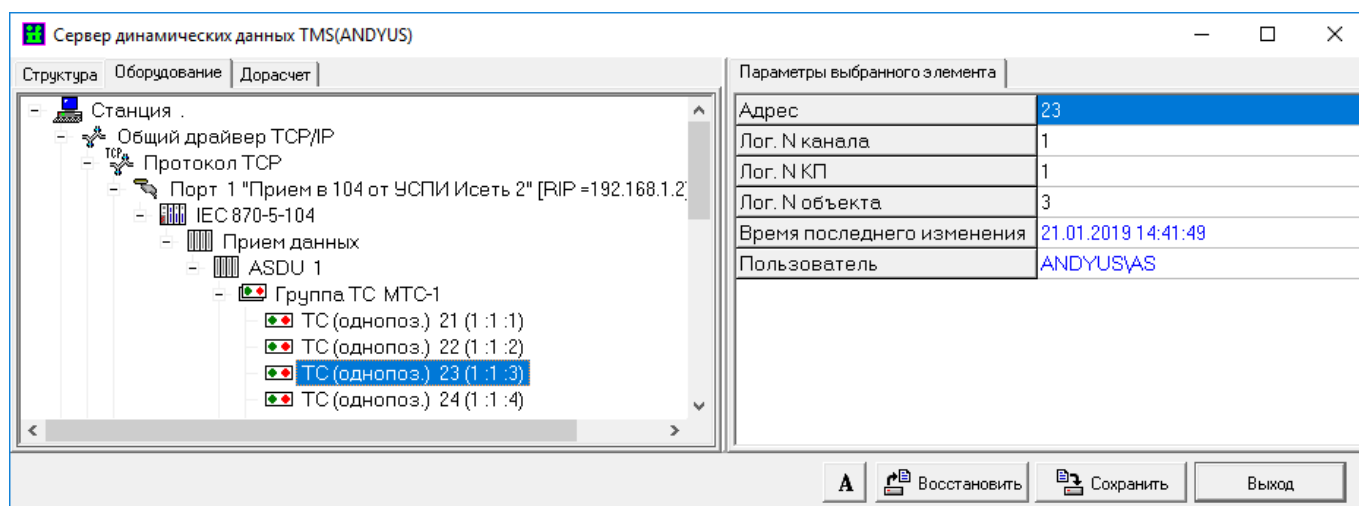 Сервер динамических данных TMS(ANDYUS)
Структура Оборудование Дорасчет
Станция .
Общий драйвер TCP/IP
TCP Протокол TCP
Порт 1 "Прием в 104 от УСПИ Исеть 2" [RIP =192.168.1.2]
IEC 870-5-104
Прием данных
ASDU 1
Группа ТС МТС-1
ТС (однопоз.) 21 (1 :1 :1)
ТС (однопоз.) 22 (1 :1 :2)
ТС (однопоз.) 23 (1 :1 :3)
ТС (однопоз.) 24 (1 :1 :4)
Параметры выбранного элемента
Адрес 23
Лог. N канала 1
Лог. N КП 1
Лог. N объекта 3
Время последнего изменения 21.01.2019 14:41:49
Пользователь ANDYUS\AS
A Восстановить Сохранить Выход